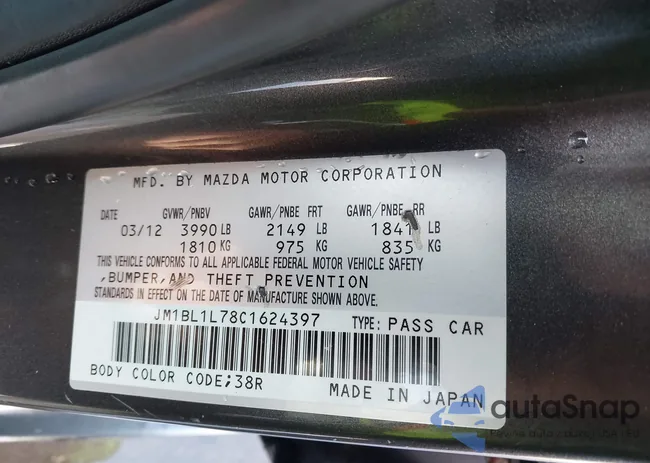 MFD. BY MAZDA MOTOR CORPORATION
DATE GVWR/PNBV GAWR/PNBE FRT GAWR/PNBE RR
03/12 3990 LB 2149 LB 1841 LB
1810 KG 975 KG 835 KG
THIS VEHICLE CONFORMS TO ALL APPLICABLE FEDERAL MOTOR VEHICLE SAFETY
,BUMPER,AND THEFT PREVENTION
STANDARDS IN EFFECT ON THE DATE OF MANUFACTURE SHOWN ABOVE.
JM1BL1L78C1624397 TYPE: PASS CAR
BODY COLOR CODE;38R
MADE IN JAPAN
autaSnap